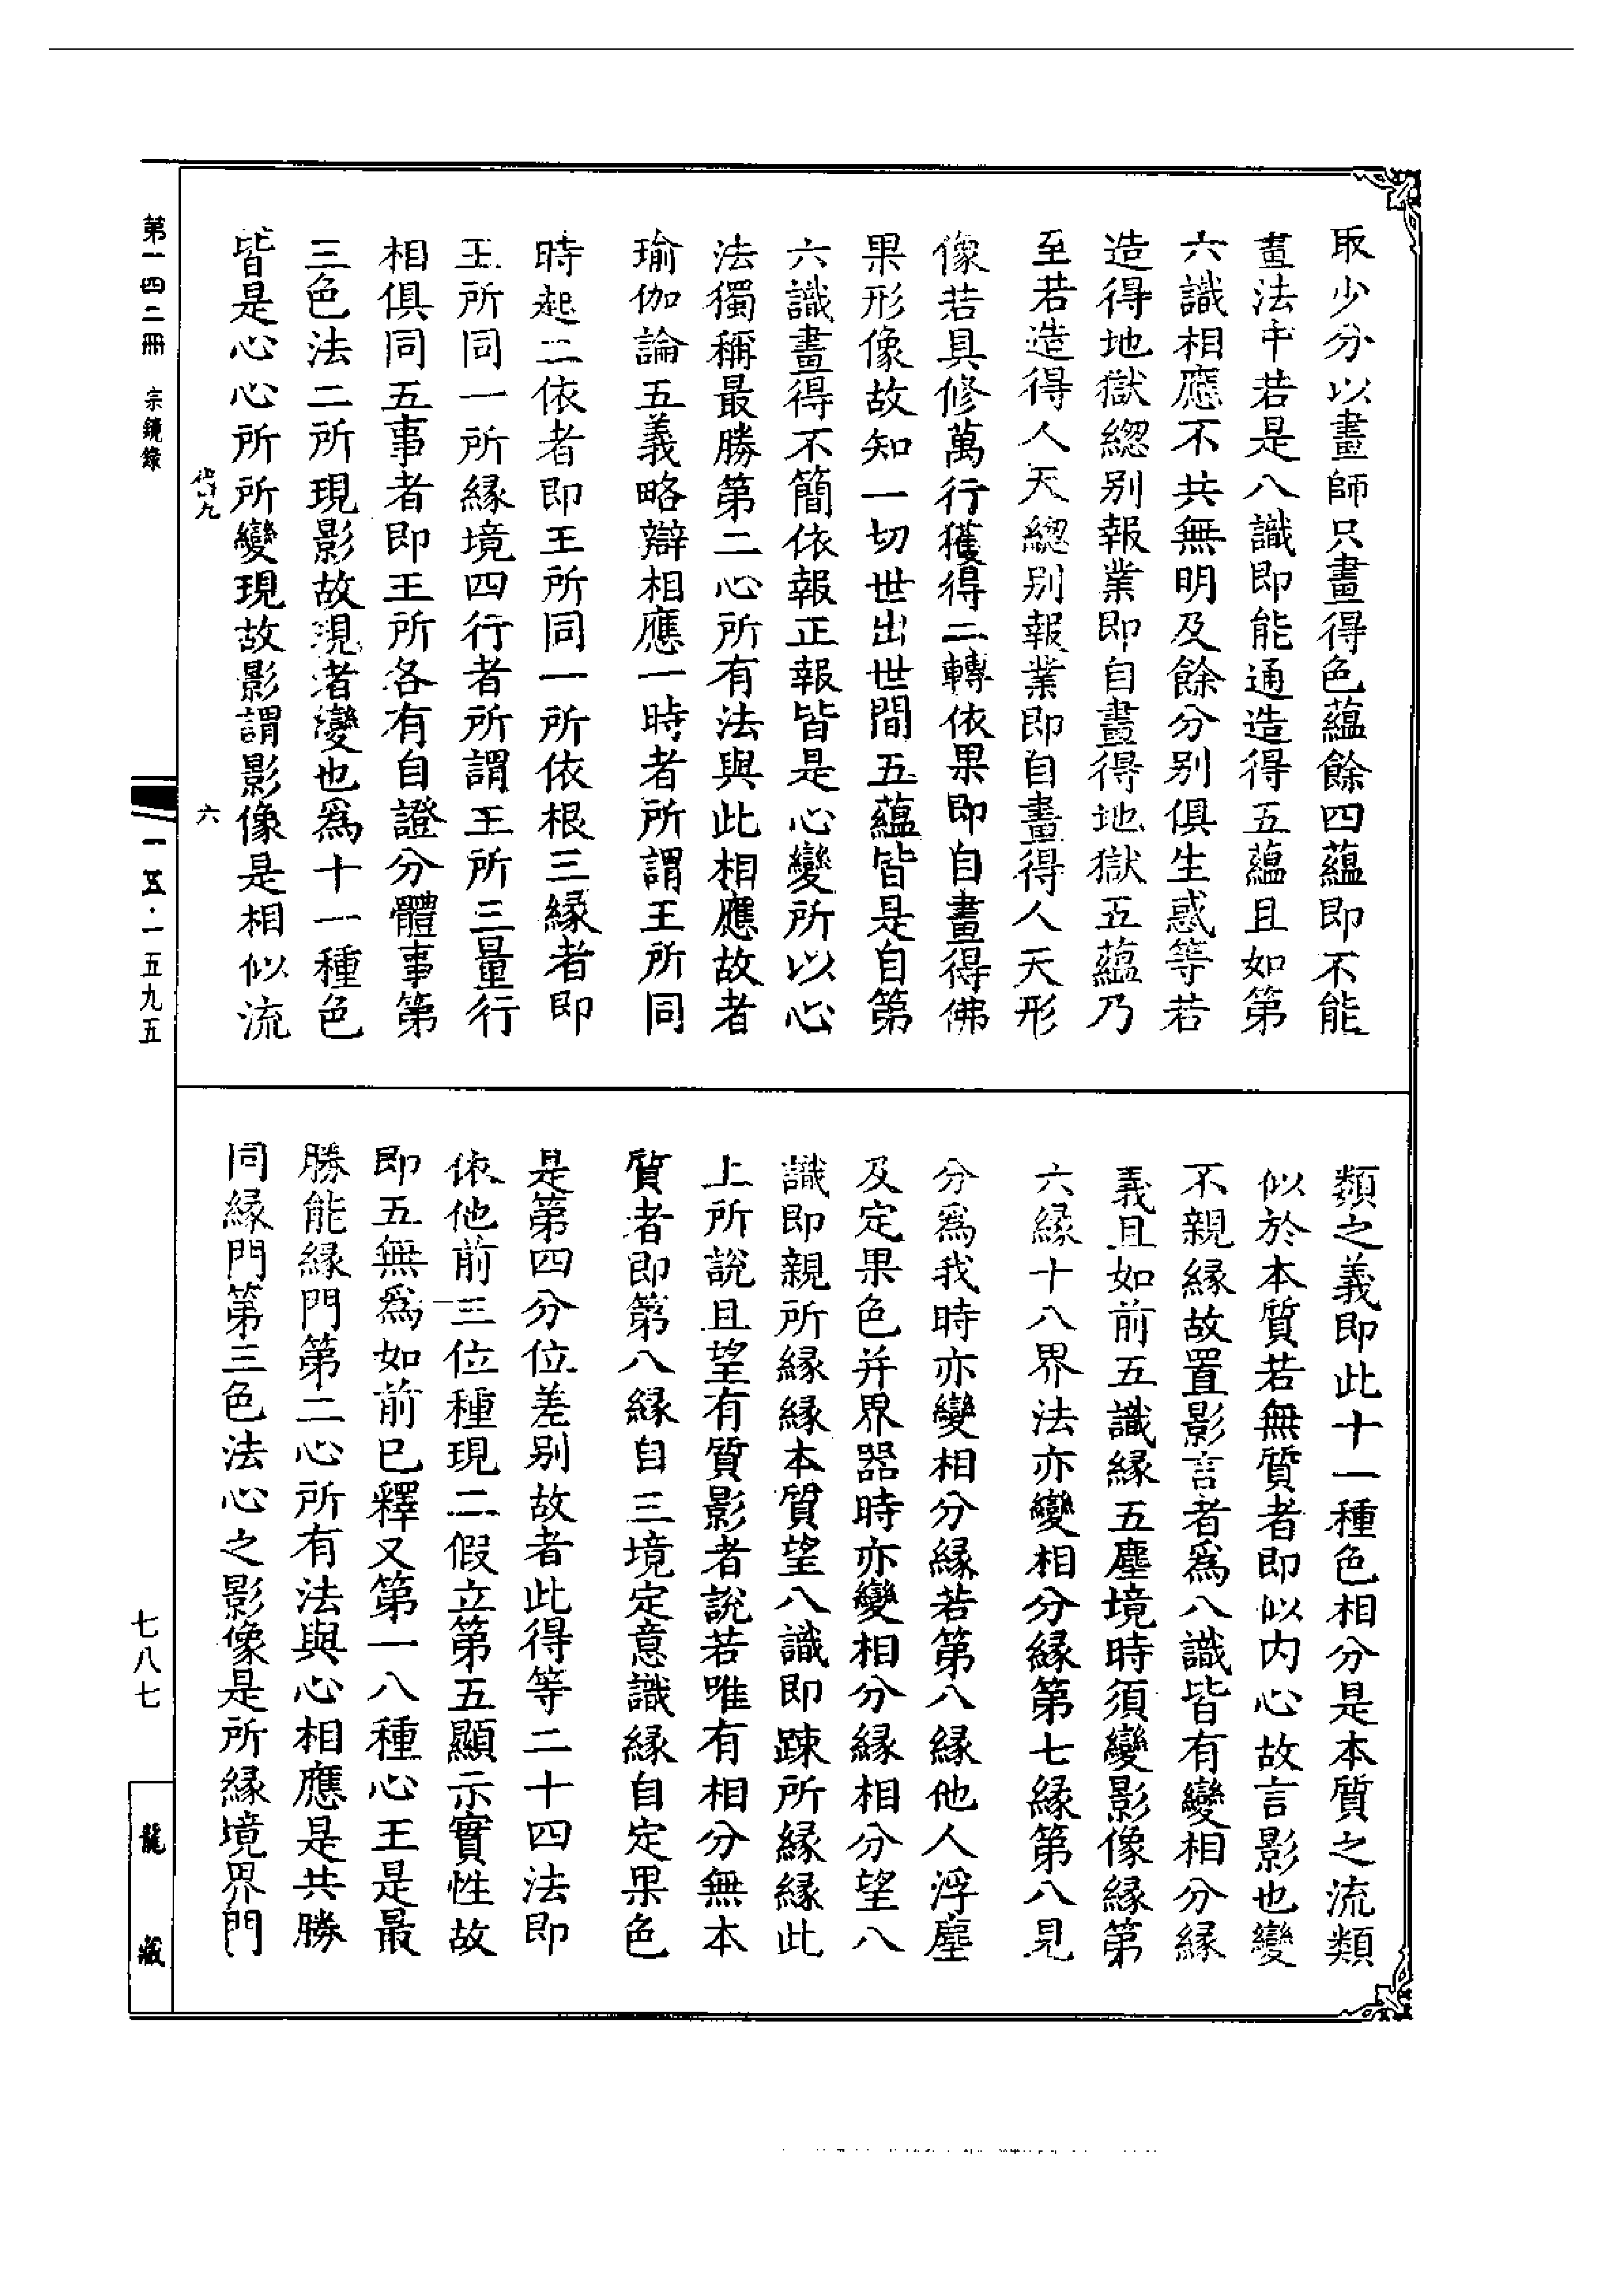 取少分以畫師只畫得色蘊餘四蘊即不能
畫法中若是八識即能通造得五蘊且如第
六識相應不共無明及餘分別俱生惑等若
造得地獄緫別報業即自畫得地獄五蘊乃
至若造得人天緫別報業即自畫得人天形
像若具修萬行獲得二轉依果即自畫得佛
果形像故知一切世出世間五蘊皆是自第
六識畫得不簡依報正報皆是心變所以心
法獨稱最勝第二心所有法與此相應故者
瑜伽論五義略辯相應一時者所謂王所同
時起二依者即王所同一所依根三緣者即
王所同一所緣境四行者所謂王所三量行
相俱同五事者即王所各有自證分體事第
三色法二所現影故現者變也為十一種色
皆是心心所所變現故影謂影像是相似流
類之義即此十一種色相分是本質之流類
似於本質若無質者即似内心故言影也變
不親緣故置影言者為八識皆有變相分緣
義且如前五識緣五塵境時須變影像緣第
六緣十八界法亦變相分緣第七緣第八見
分為我時亦變相分緣若第八緣他人浮塵
及定果色并界器時亦變相分緣相分望八
識即親所緣緣本質望八識即踈所緣緣此
上所說且望有質影者說若唯有相分無本
質者即第八緣自三境定意識緣自定果色
是第四分位差別故者此得等二十四法即
依他前三位種現二假立第五顯示實性故
即五無為如前已釋又第一八種心王是最
勝能緣門第二心所有法與心相應是共勝
同緣門第三色法心之影像是所緣境界門
第一四二冊 宗鏡錄
六
一五·一五九五
七八七
龍藏